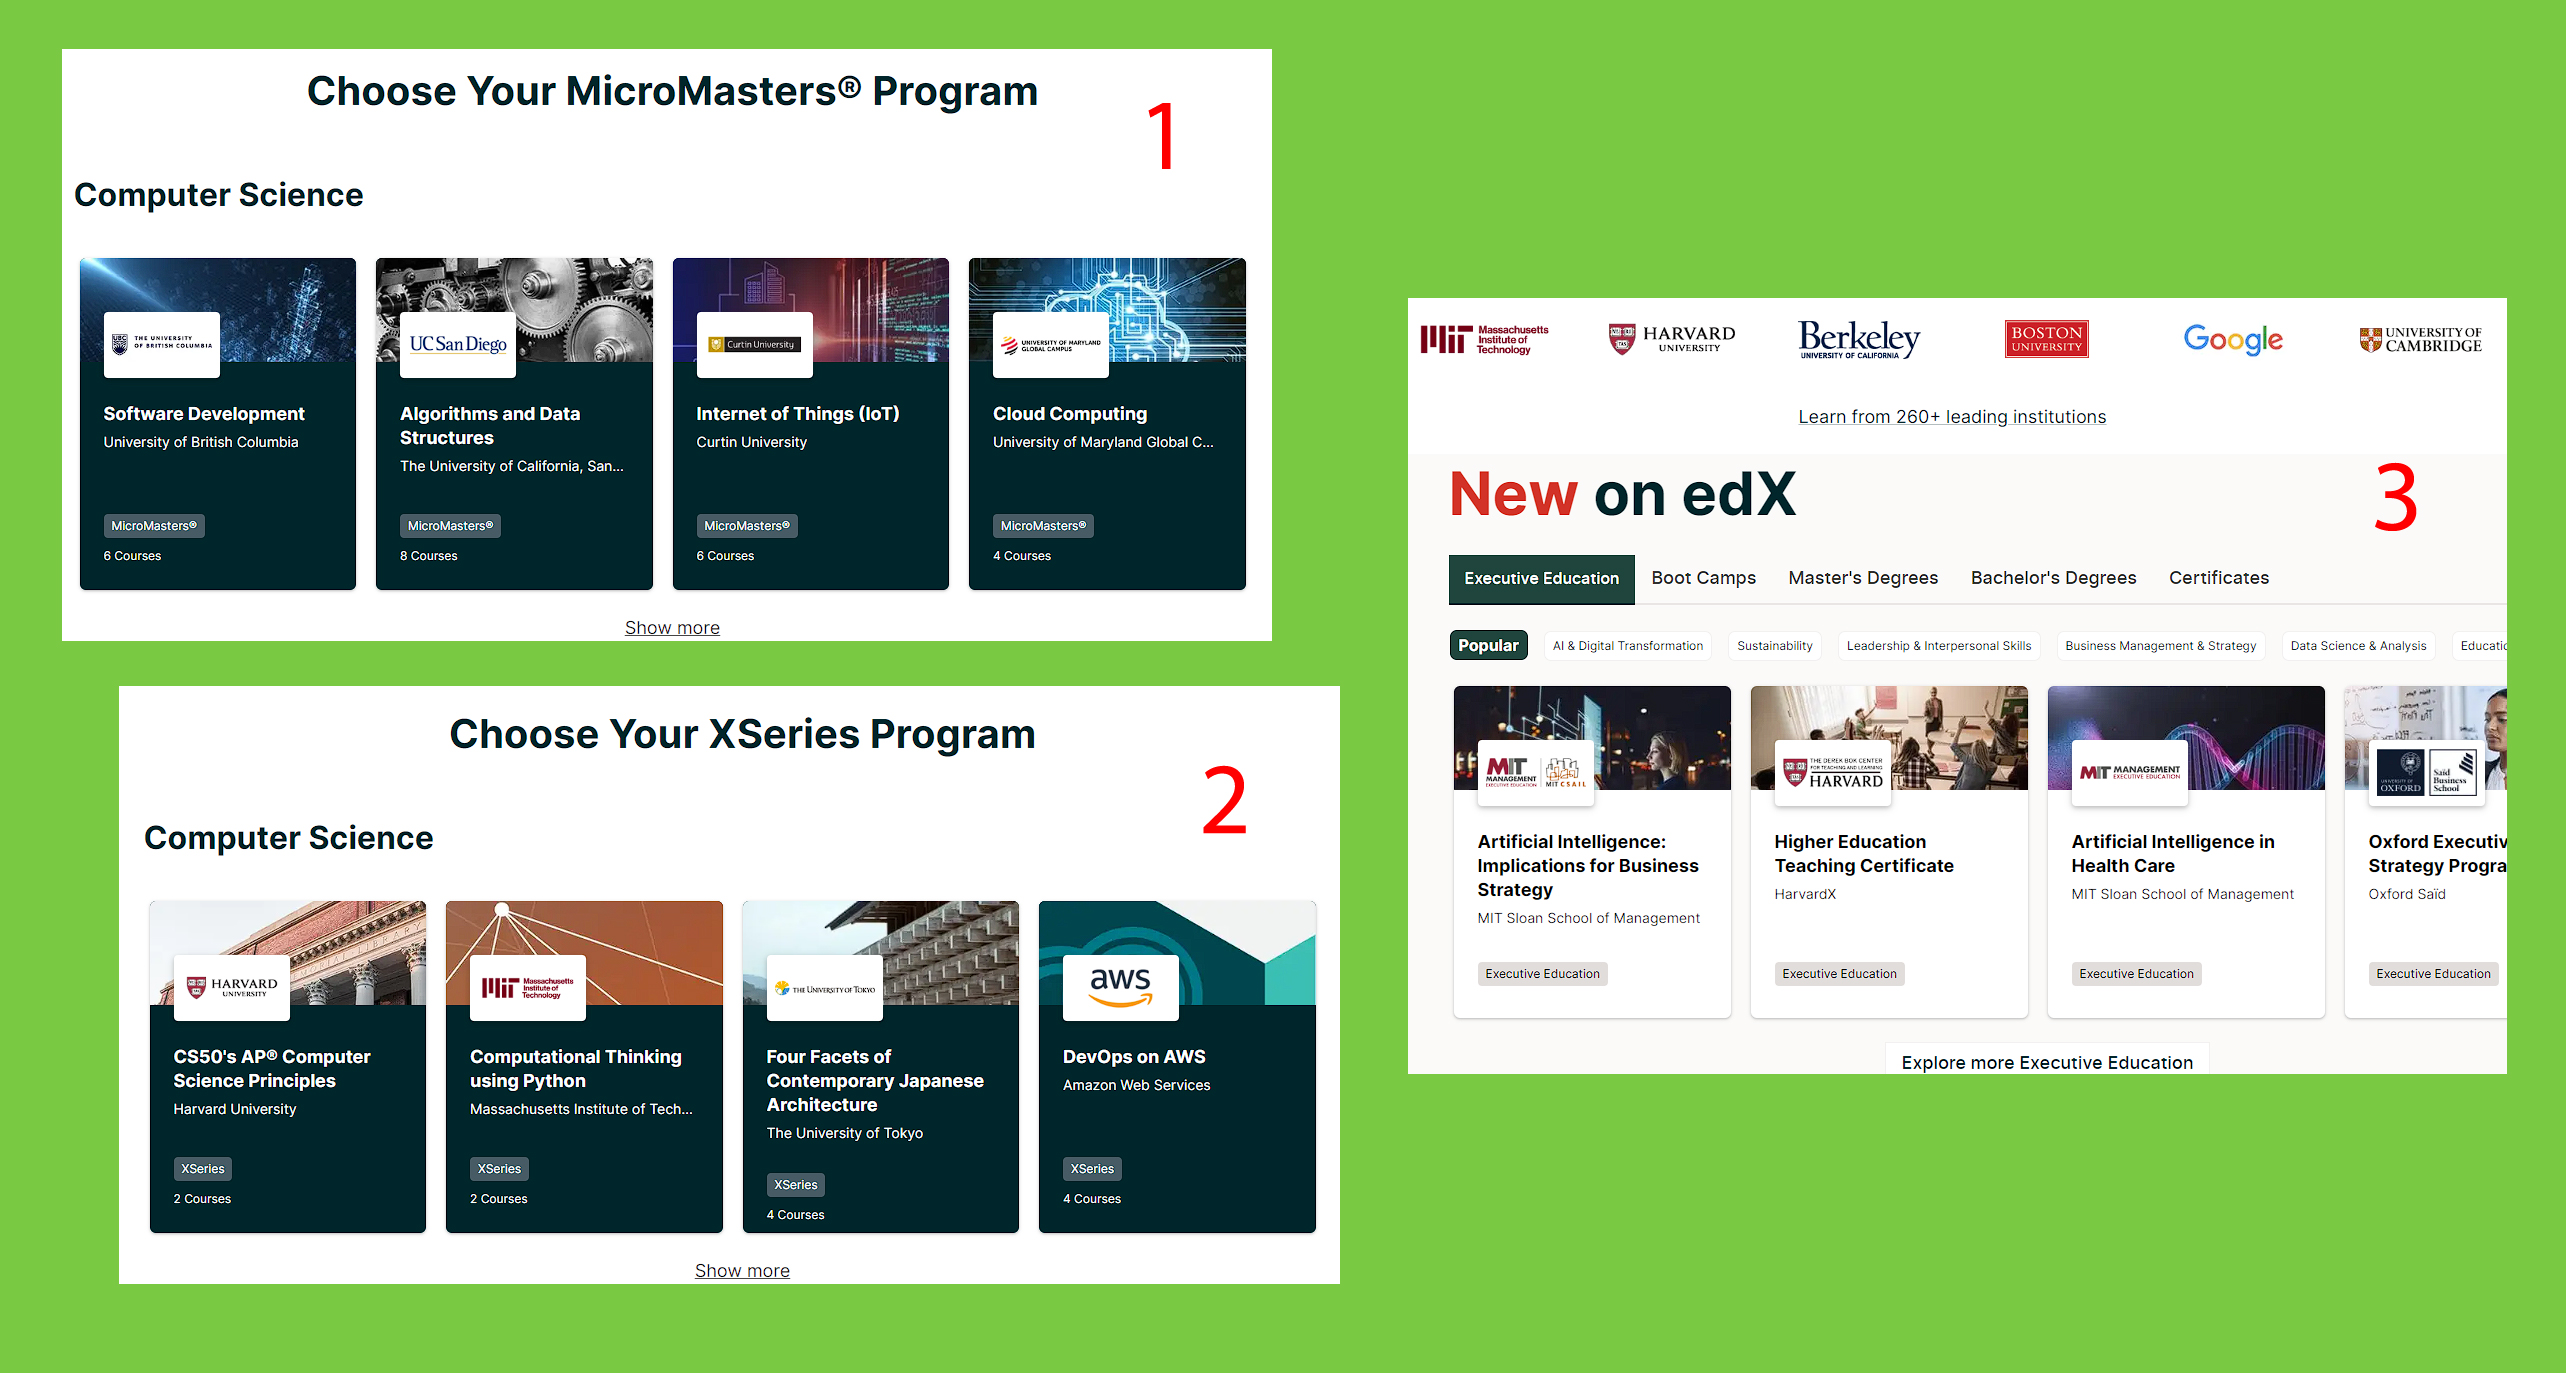 Choose Your MicroMasters® Program
1
Computer Science
UBC
THE UNIVERSITY
OF BRITISH COLUMBIA
Software Development
University of British Columbia
MicroMasters®
6 Courses
UC San Diego
Algorithms and Data
Structures
The University of California, San...
MicroMasters®
8 Courses
Curtin University
Internet of Things (IoT)
Curtin University
MicroMasters®
6 Courses
UNIVERSITY OF MARYLAND
GLOBAL CAMPUS
Cloud Computing
University of Maryland Global C...
MicroMasters®
4 Courses
Show more
Choose Your XSeries Program
2
Computer Science
HARVARD
UNIVERSITY
CS50's AP® Computer
Science Principles
Harvard University
XSeries
2 Courses
Massachusetts
Institute of
Technology
Computational Thinking
using Python
Massachusetts Institute of Tech...
XSeries
2 Courses
THE UNIVERSITY OF TOKYO
Four Facets of
Contemporary Japanese
Architecture
The University of Tokyo
XSeries
4 Courses
aws
DevOps on AWS
Amazon Web Services
XSeries
4 Courses
Show more
Massachusetts
Institute of
Technology
HARVARD
UNIVERSITY
Berkeley
UNIVERSITY OF CALIFORNIA
BOSTON
UNIVERSITY
Google
UNIVERSITY OF
CAMBRIDGE
Learn from 260+ leading institutions
New on edX
3
Executive Education Boot Camps Master's Degrees Bachelor's Degrees Certificates
Popular AI & Digital Transformation Sustainability Leadership & Interpersonal Skills Business Management & Strategy Data Science & Analysis Educatio
MIT
MANAGEMENT
EXECUTIVE EDUCATION
MIT CSAIL
Artificial Intelligence:
Implications for Business
Strategy
MIT Sloan School of Management
Executive Education
THE DEREK BOK CENTER
FOR TEACHING AND LEARNING
HARVARD
Higher Education
Teaching Certificate
HarvardX
Executive Education
MIT MANAGEMENT
EXECUTIVE EDUCATION
Artificial Intelligence in
Health Care
MIT Sloan School of Management
Executive Education
UNIVERSITY OF
OXFORD
Saïd
Business
School
Oxford Executiv
Strategy Progra
Oxford Saïd
Executive Education
Explore more Executive Education